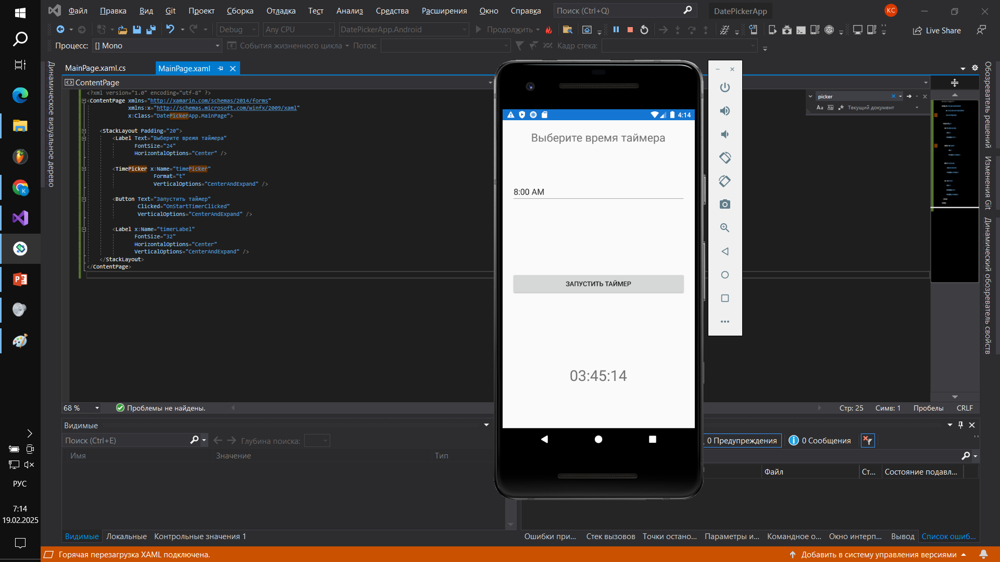 Файл Правка Вид Git Проект Сборка Отладка Тест Анализ Средства Расширения Окно Справка Поиск (Ctrl+Q) DatePickerApp КС
Debug Any CPU DatePickerApp.Android Продолжить Live Share
Процесс: [] Mono События жизненного цикла Поток: Кадр стека:
MainPage.xaml.cs MainPage.xaml
ContentPage
<?xml version="1.0" encoding="utf-8" ?>
<ContentPage xmlns="http://xamarin.com/schemas/2014/forms"
xmlns:x="http://schemas.microsoft.com/winfx/2009/xaml"
x:Class="DatePickerApp.MainPage">
<StackLayout Padding="20">
<Label Text="Выберите время таймера"
FontSize="24"
HorizontalOptions="Center" />
<TimePicker x:Name="timePicker"
Format="t"
VerticalOptions="CenterAndExpand" />
<Button Text="Запустить таймер"
Clicked="OnStartTimerClicked"
VerticalOptions="CenterAndExpand" />
<Label x:Name="timerLabel"
FontSize="32"
HorizontalOptions="Center"
VerticalOptions="CenterAndExpand" />
</StackLayout>
</ContentPage>
Динамическое визуальное дерево
4:14
Выберите время таймера
8:00 AM
ЗАПУСТИТЬ ТАЙМЕР
03:45:14
picker
Aa Ab Текущий документ
Обозреватель решений
Изменения Git
Динамический обозреватель свойств
68 % Проблемы не найдены. Стр: 25 Симв: 1 Пробелы CRLF
Видимые
Поиск (Ctrl+E) Глубина поиска:
Имя Значение Тип
0 Предупреждения 0 Сообщения
Файл Ст... Состояние подавл...
Видимые Локальные Контрольные значения 1
Ошибки при... Стек вызовов Точки остано... Параметры и... Командное о... Окно интерп... Вывод Список ошиб...
Горячая перезагрузка XAML подключена. Добавить в систему управления версиями
РУС
7:14
19.02.2025